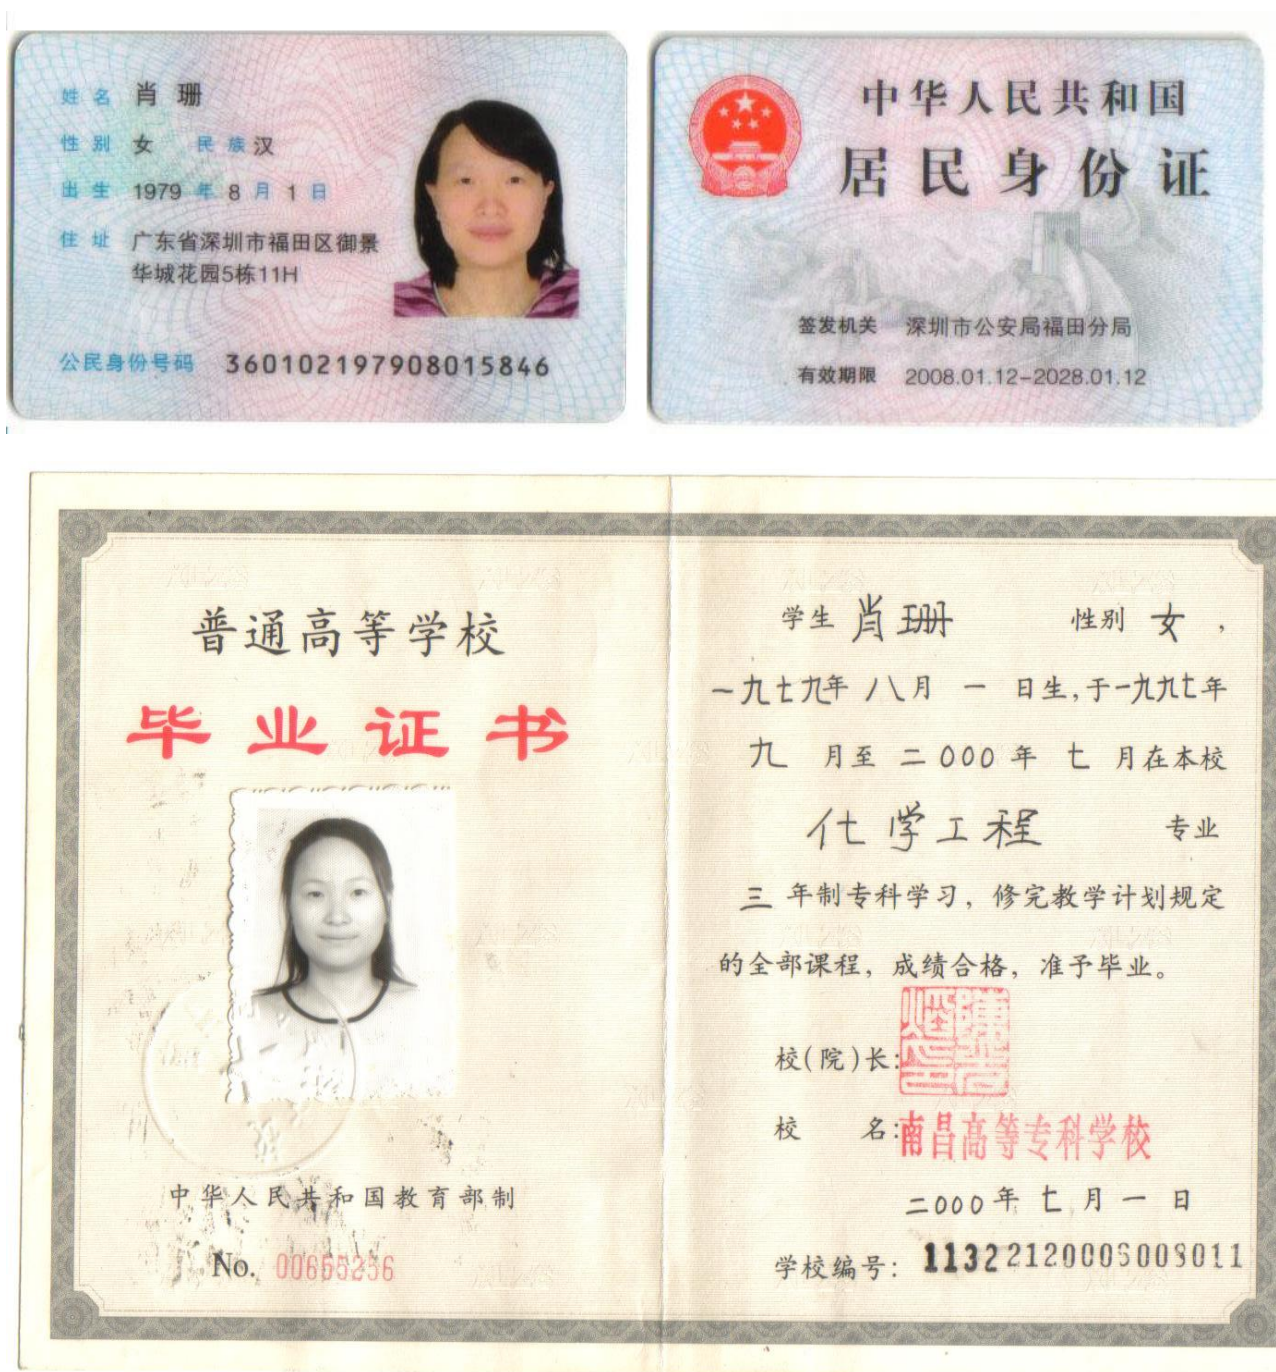 姓名 肖珊
性别 女 民族 汉
出生 1979 年 8 月 1 日
住址 广东省深圳市福田区御景
华城花园5栋11H
公民身份号码 360102197908015846
中华人民共和国
居民身份证
签发机关 深圳市公安局福田分局
有效期限 2008.01.12-2028.01.12
普通高等学校
毕业证书
中华人民共和国教育部制
No.
学生 肖珊 性别 女，
一九七九年 八月 一 日生,于一九九七年
九 月至 二000年 七 月在本校
化学工程 专业
三 年制专科学习，修完教学计划规定
的全部课程，成绩合格，准予毕业。
校(院)长:
校 名:南昌高等专科学校
二000年 七 月 一 日
学校编号: